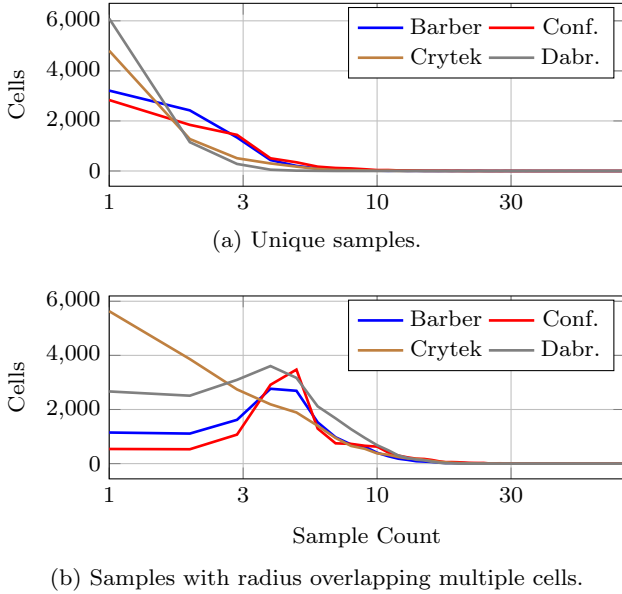 6,000
4,000
2,000
0
Cells
Barber
Conf.
Crytek
Dabr.
1
3
10
30
(a) Unique samples.
6,000
4,000
2,000
0
Cells
Barber
Conf.
Crytek
Dabr.
1
3
10
30
Sample Count
(b) Samples with radius overlapping multiple cells.